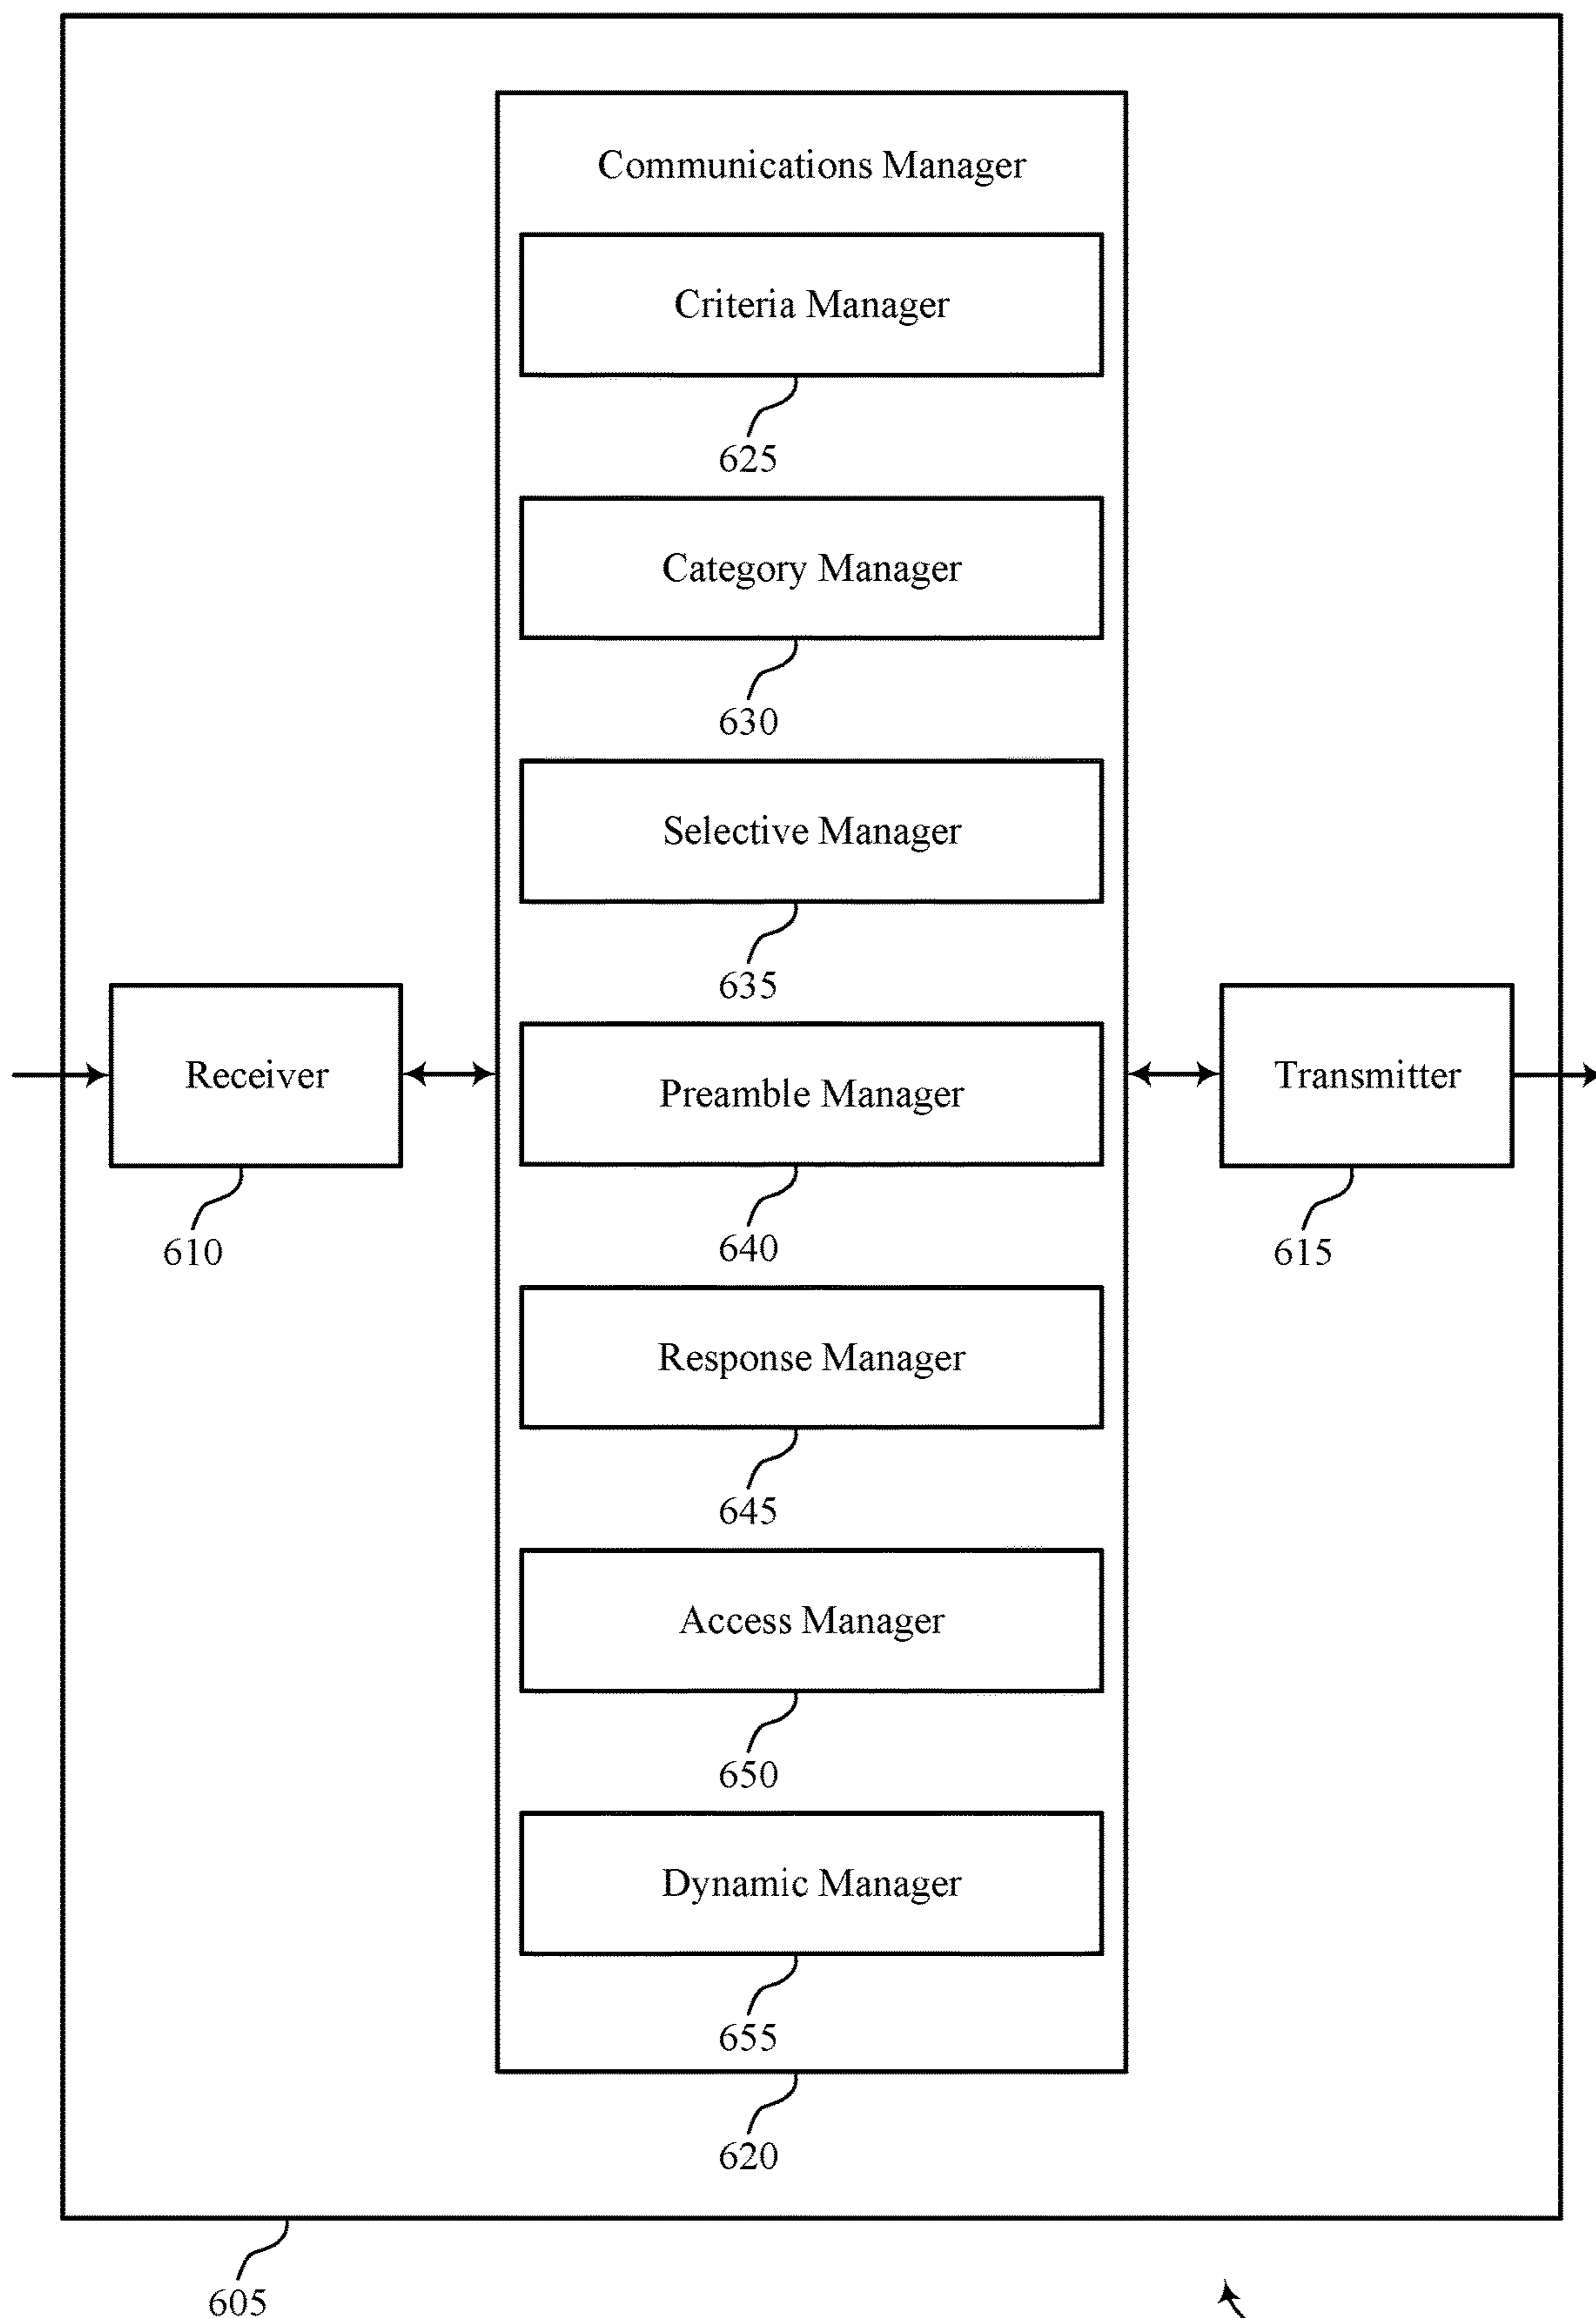 Communications Manager
Criteria Manager
625
Category Manager
630
Selective Manager
635
Receiver
610
Preamble Manager
640
Transmitter
615
Response Manager
645
Access Manager
650
Dynamic Manager
655
620
605